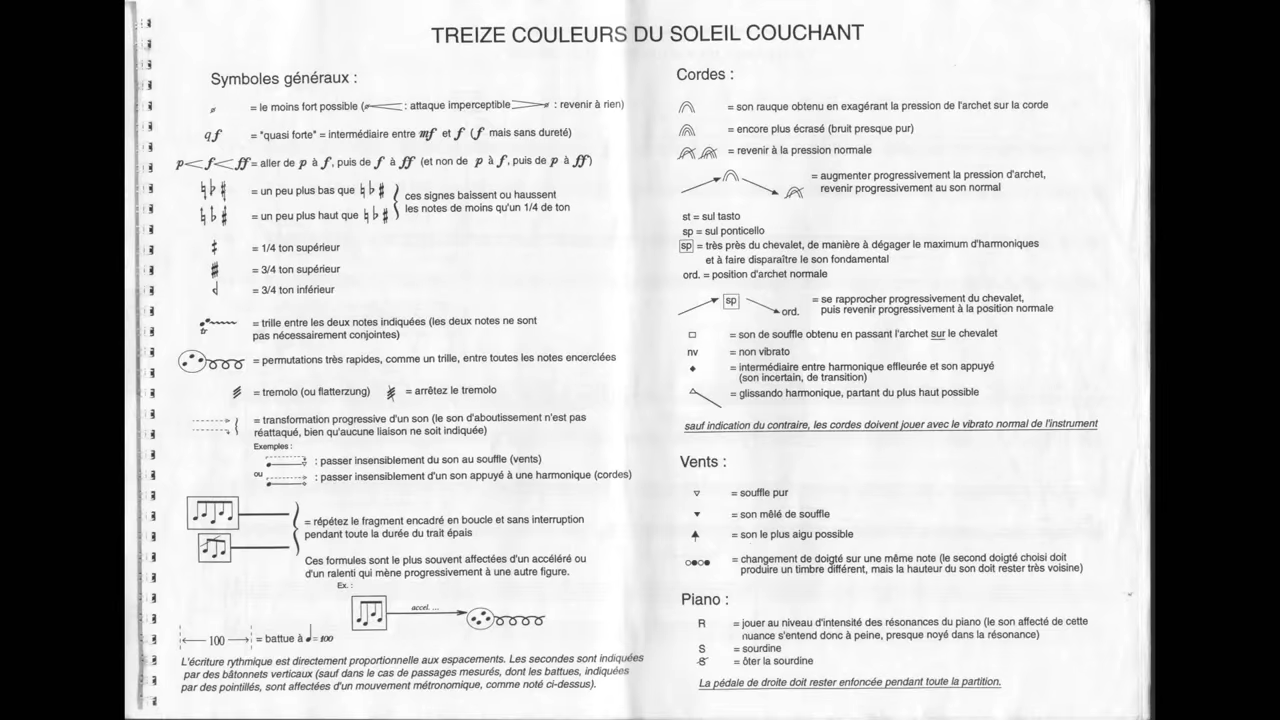 TREIZE COULEURS DU SOLEIL COUCHANT
Symboles généraux :
= le moins fort possible ( : attaque imperceptible : revenir à rien)
qf = "quasi forte" = intermédiaire entre mf et f (f mais sans dureté)
p < f < ff = aller de p à f, puis de f à ff (et non de p à f, puis de p à ff)
♮ ♭ ♯ = un peu plus bas que ♮ ♭ ♯
♮ ♭ ♯ = un peu plus haut que ♮ ♭ ♯
ces signes baissent ou haussent
les notes de moins qu'un 1/4 de ton
= 1/4 ton supérieur
= 3/4 ton supérieur
= 3/4 ton inférieur
tr = trille entre les deux notes indiquées (les deux notes ne sont
pas nécessairement conjointes)
= permutations très rapides, comme un trille, entre toutes les notes encerclées
= tremolo (ou flatterzung) = arrêtez le tremolo
= transformation progressive d'un son (le son d'aboutissement n'est pas
réattaqué, bien qu'aucune liaison ne soit indiquée)
Exemples :
: passer insensiblement du son au souffle (vents)
ou : passer insensiblement d'un son appuyé à une harmonique (cordes)
= répétez le fragment encadré en boucle et sans interruption
pendant toute la durée du trait épais
Ces formules sont le plus souvent affectées d'un accéléré ou
d'un ralenti qui mène progressivement à une autre figure.
Ex. :
accel. ...
100 = battue à ♩=100
L'écriture rythmique est directement proportionnelle aux espacements. Les secondes sont indiquées
par des bâtonnets verticaux (sauf dans le cas de passages mesurés, dont les battues, indiquées
par des pointillés, sont affectées d'un mouvement métronomique, comme noté ci-dessus).
Cordes :
= son rauque obtenu en exagérant la pression de l'archet sur la corde
= encore plus écrasé (bruit presque pur)
= revenir à la pression normale
= augmenter progressivement la pression d'archet,
revenir progressivement au son normal
st = sul tasto
sp = sul ponticello
sp = très près du chevalet, de manière à dégager le maximum d'harmoniques
et à faire disparaître le son fondamental
ord. = position d'archet normale
sp ord. = se rapprocher progressivement du chevalet,
puis revenir progressivement à la position normale
= son de souffle obtenu en passant l'archet sur le chevalet
nv = non vibrato
= intermédiaire entre harmonique effleurée et son appuyé
(son incertain, de transition)
= glissando harmonique, partant du plus haut possible
sauf indication du contraire, les cordes doivent jouer avec le vibrato normal de l'instrument
Vents :
= souffle pur
= son mêlé de souffle
= son le plus aigu possible
= changement de doigté sur une même note (le second doigté choisi doit
produire un timbre différent, mais la hauteur du son doit rester très voisine)
Piano :
R = jouer au niveau d'intensité des résonances du piano (le son affecté de cette
nuance s'entend donc à peine, presque noyé dans la résonance)
S = sourdine
S = ôter la sourdine
La pédale de droite doit rester enfoncée pendant toute la partition.